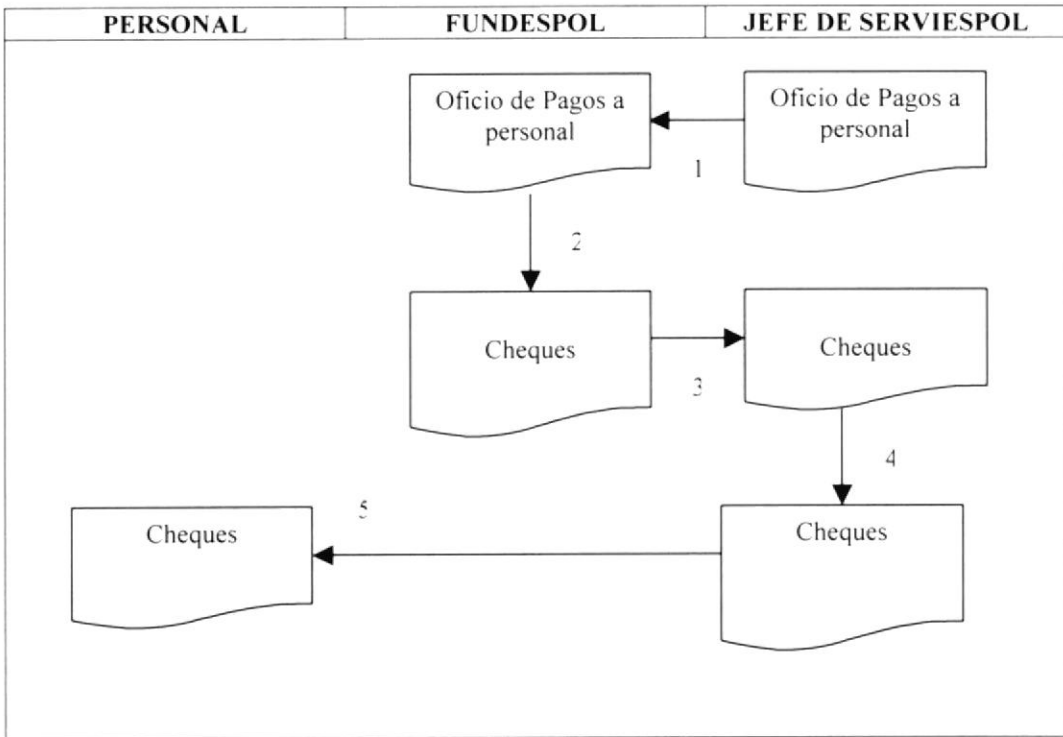 PERSONAL FUNDESPOL JEFE DE SERVIESPOL
Oficio de Pagos a
personal
Oficio de Pagos a
personal
1
2
Cheques
Cheques
3
4
5
Cheques
Cheques